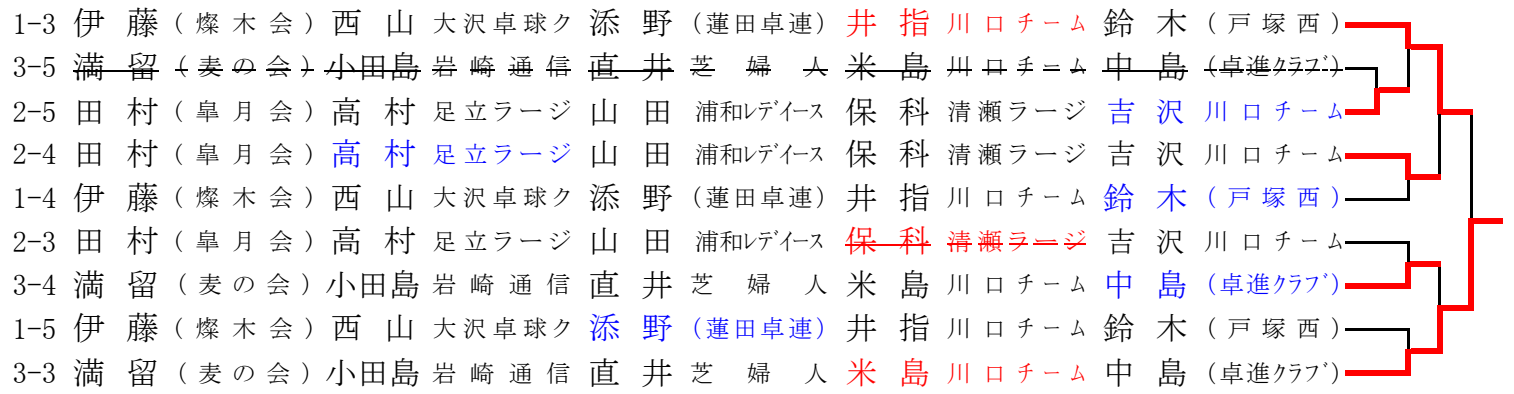 1-3 伊藤(燦木会)西山 大沢卓球ク 添野(蓮田卓連)井指 川口チーム 鈴木(戸塚西)
3-5 満留(麦の会)小田島 岩崎通信 直井 芝婦人 米島 川口チーム 中島(卓進ｸﾗﾌﾞ)
2-5 田村(皐月会)高村 足立ラージ 山田 浦和ﾚﾃﾞｲｰｽ 保科 清瀬ラージ 吉沢 川口チーム
2-4 田村(皐月会)高村 足立ラージ 山田 浦和ﾚﾃﾞｲｰｽ 保科 清瀬ラージ 吉沢 川口チーム
1-4 伊藤(燦木会)西山 大沢卓球ク 添野(蓮田卓連)井指 川口チーム 鈴木(戸塚西)
2-3 田村(皐月会)高村 足立ラージ 山田 浦和ﾚﾃﾞｲｰｽ 保科 清瀬ラージ 吉沢 川口チーム
3-4 満留(麦の会)小田島 岩崎通信 直井 芝婦人 米島 川口チーム 中島(卓進ｸﾗﾌﾞ)
1-5 伊藤(燦木会)西山 大沢卓球ク 添野(蓮田卓連)井指 川口チーム 鈴木(戸塚西)
3-3 満留(麦の会)小田島 岩崎通信 直井 芝婦人 米島 川口チーム 中島(卓進ｸﾗﾌﾞ)